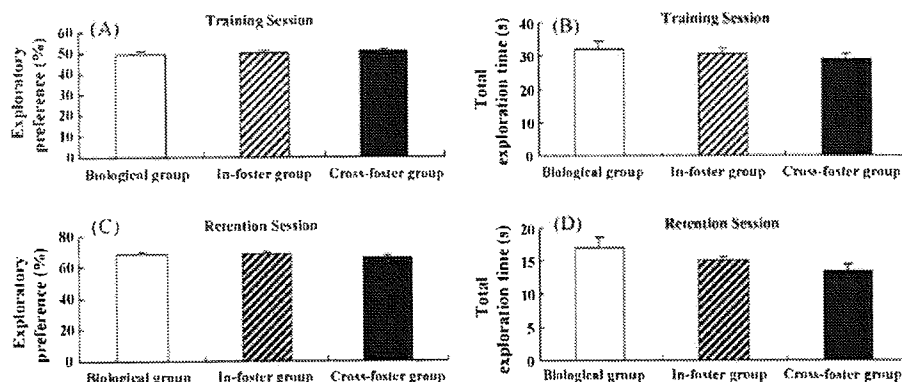 (A) Training Session
Exploratory preference (%)
60
50
40
30
20
10
0
Biological group In-foster group Cross-foster group
(B) Training Session
Total exploration time (s)
40
30
20
10
0
Biological group In-foster group Cross-foster group
(C) Retention Session
Exploratory preference (%)
80
60
40
20
0
Biological group In-foster group Cross-foster group
(D) Retention Session
Total exploration time (s)
20
15
10
5
0
Biological group In-foster group Cross-foster group